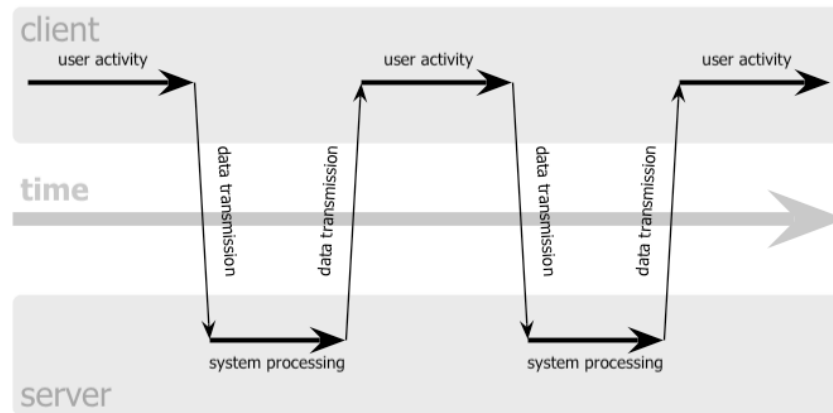 client
user activity
user activity
user activity
data transmission
data transmission
data transmission
data transmission
time
system processing
system processing
server